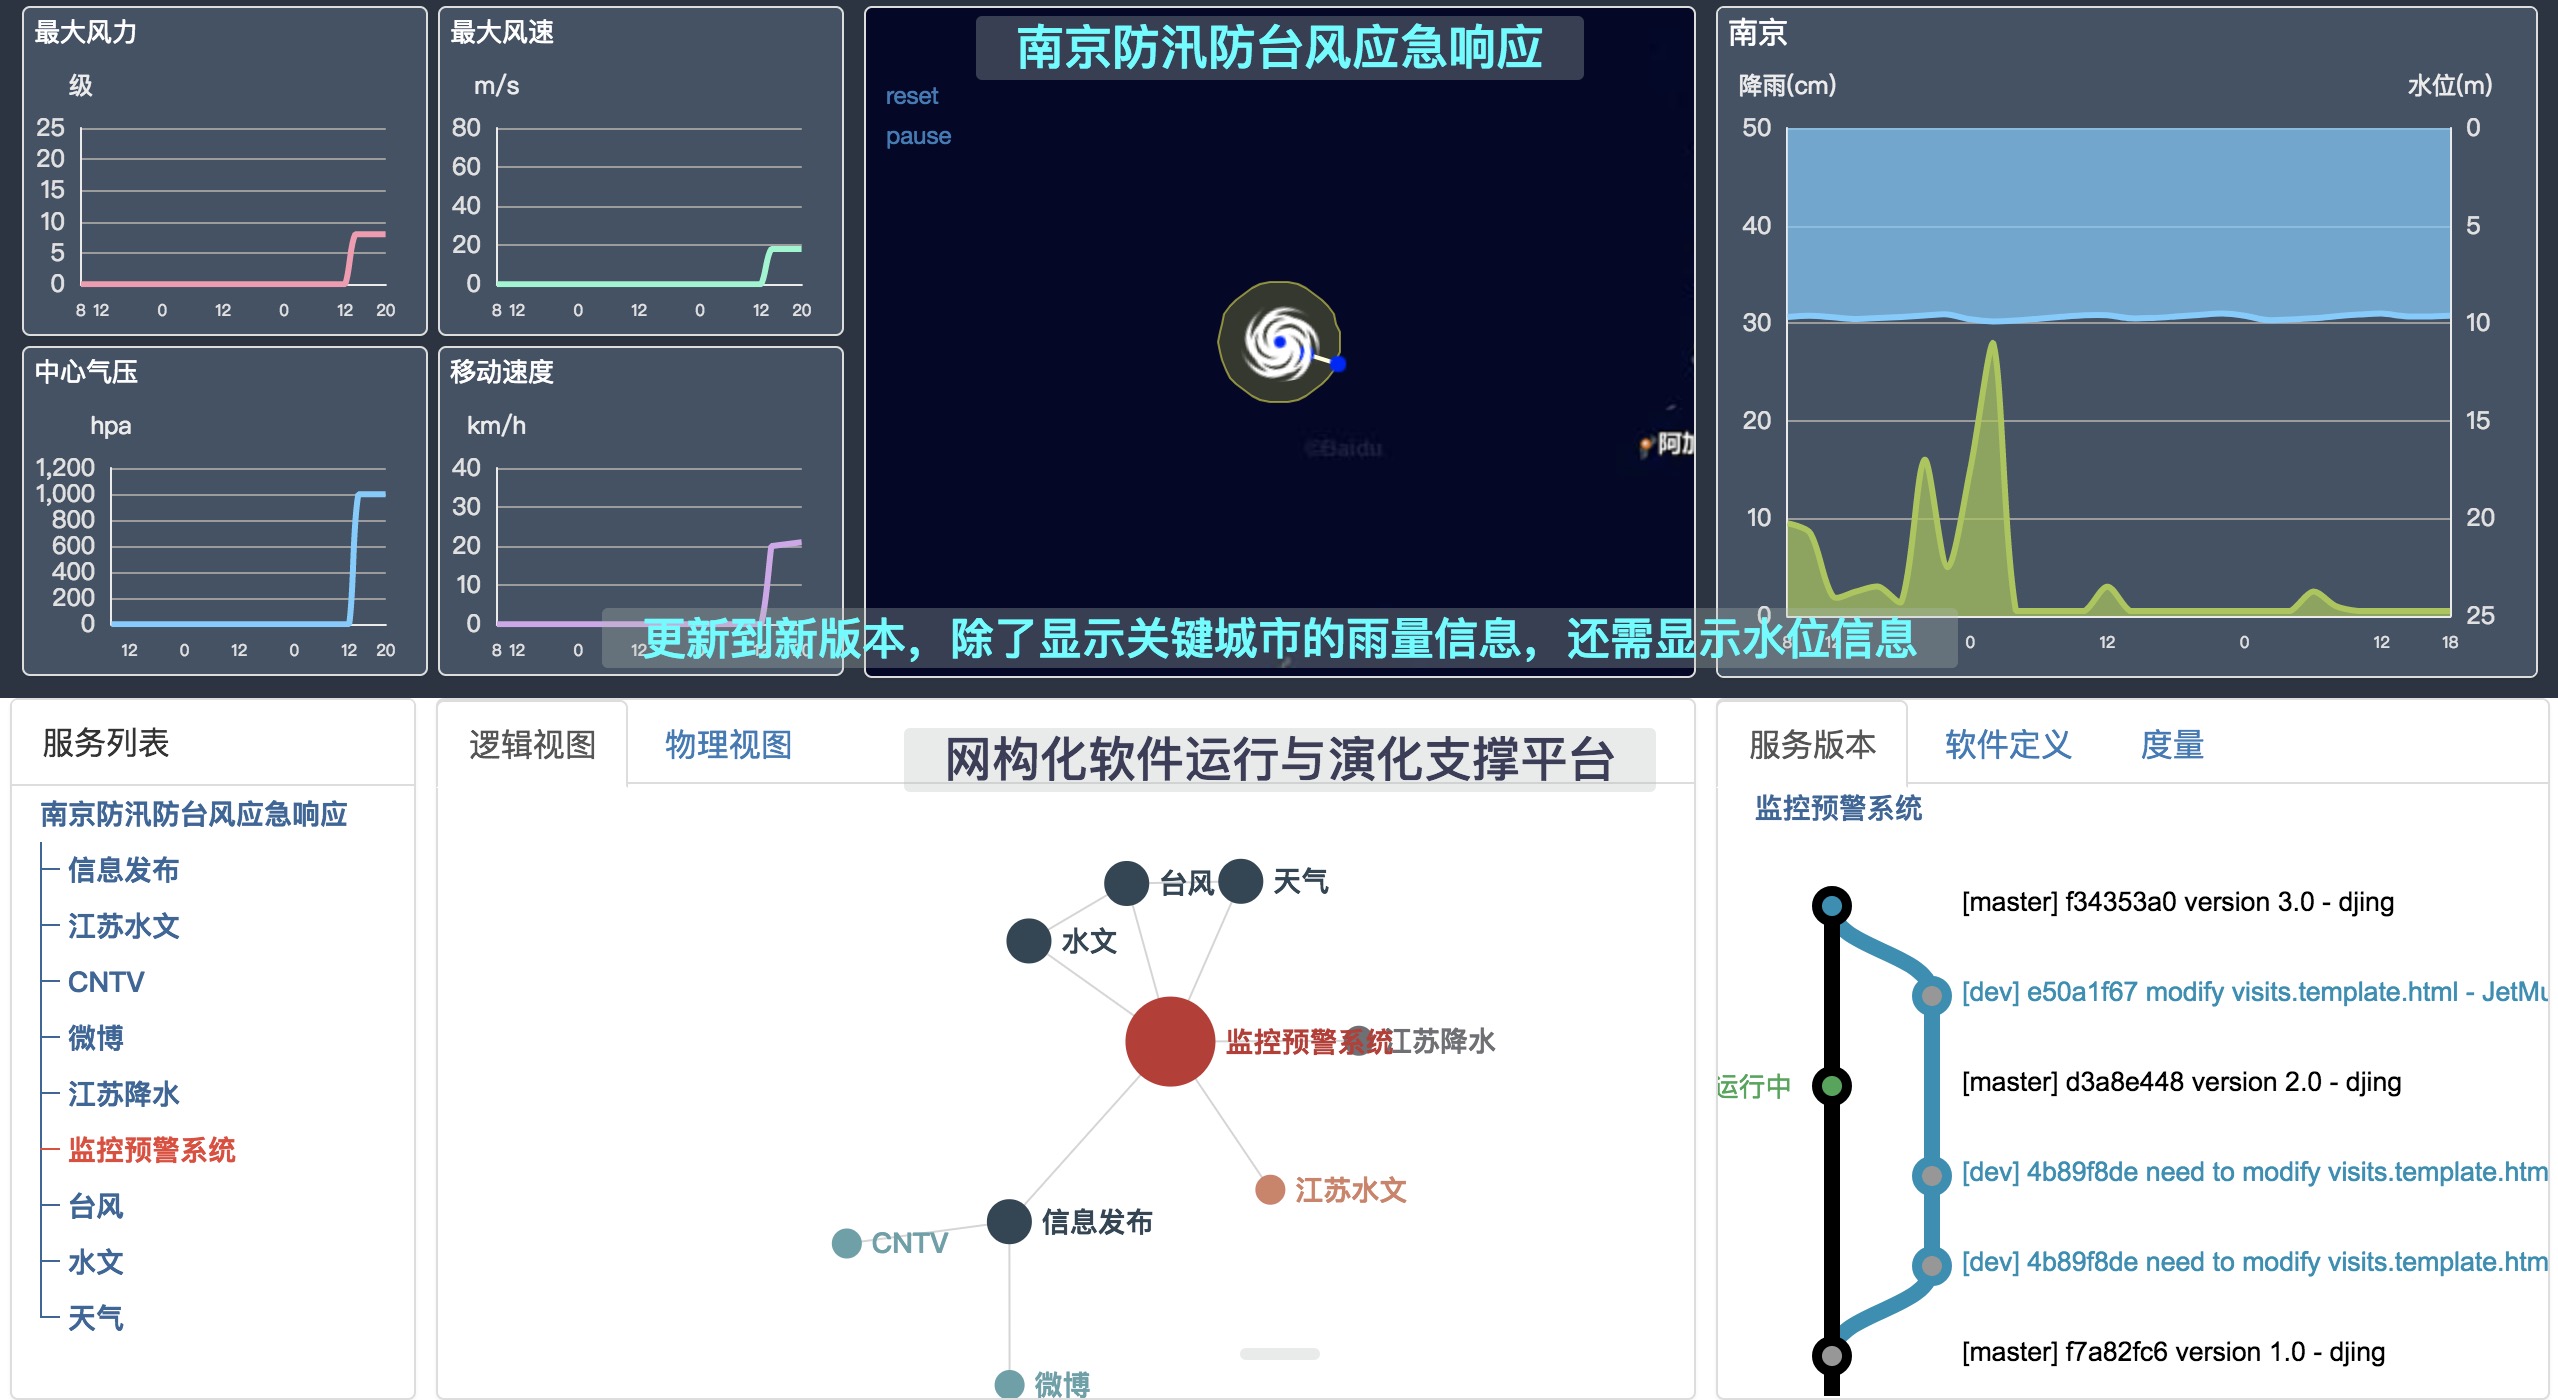 最大风力
级
25
20
15
10
5
0
8 12 0 12 0 12 20
最大风速
m/s
80
60
40
20
0
8 12 0 12 0 12 20
中心气压
hpa
1,200
1,000
800
600
400
200
0
12 0 12 0 12 20
移动速度
km/h
40
30
20
10
0
8 12 0 12
南京防汛防台风应急响应
reset
pause
©Baidu
阿加
南京
降雨(cm) 水位(m)
50 0
40 5
30 10
20 15
10 20
0 25
8 12 0 12 0 12 18
更新到新版本，除了显示关键城市的雨量信息，还需显示水位信息
服务列表
南京防汛防台风应急响应
信息发布
江苏水文
CNTV
微博
江苏降水
监控预警系统
台风
水文
天气
逻辑视图 物理视图
网构化软件运行与演化支撑平台
台风 天气
水文
监控预警系统 江苏降水
江苏水文
信息发布
CNTV
微博
服务版本 软件定义 度量
监控预警系统
[master] f34353a0 version 3.0 - djing
[dev] e50a1f67 modify visits.template.html - JetMu
运行中 [master] d3a8e448 version 2.0 - djing
[dev] 4b89f8de need to modify visits.template.htm
[dev] 4b89f8de need to modify visits.template.htm
[master] f7a82fc6 version 1.0 - djing